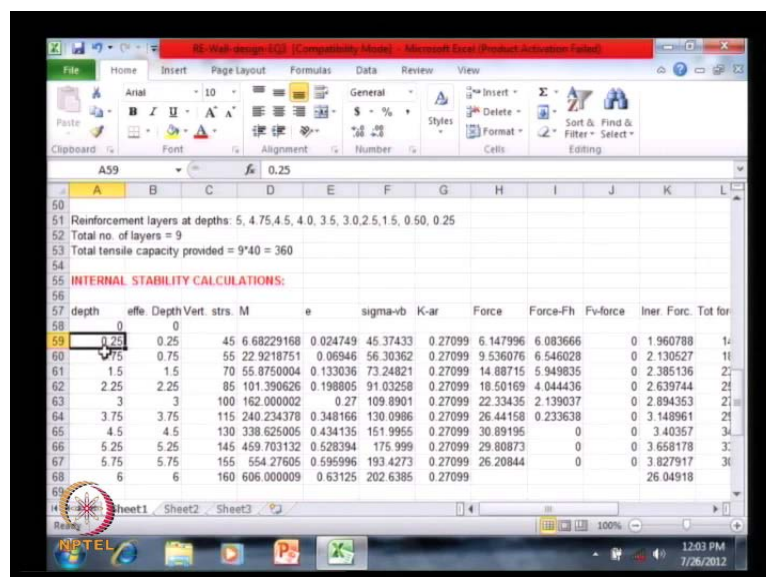 RE-Wall-design-EQ3 [Compatibility Mode] - Microsoft Excel (Product Activation Failed)
File Home Insert Page Layout Formulas Data Review View
Paste
Arial 10
B I U
General
$ - % ,
Styles
Insert
Delete
Format
Sort & Filter
Find & Select
Clipboard Font Alignment Number Cells Editing
A59 fx 0.25
A B C D E F G H I J K L
50
51 Reinforcement layers at depths: 5, 4.75,4.5, 4.0, 3.5, 3.0,2.5,1.5, 0.50, 0.25
52 Total no. of layers = 9
53 Total tensile capacity provided = 9*40 = 360
54
55 INTERNAL STABILITY CALCULATIONS:
56
57 depth effe. Depth Vert. strs. M e sigma-vb K-ar Force Force-Fh Fv-force Iner. Forc. Tot for
58 0 0
59 0.25 0.25 45 6.68229168 0.024749 45.37433 0.27099 6.147996 6.083666 0 1.960788 14
60 0.75 55 22.9218751 0.06946 56.30362 0.27099 9.536076 6.546028 0 2.130527 18
61 1.5 1.5 70 55.8750004 0.133036 73.24821 0.27099 14.88715 5.949835 0 2.385136
62 2.25 2.25 85 101.390626 0.198805 91.03258 0.27099 18.50169 4.044436 0 2.639744
63 3 3 100 162.000002 0.27 109.8901 0.27099 22.33435 2.139037 0 2.894353
64 3.75 3.75 115 240.234378 0.348166 130.0986 0.27099 26.44158 0.233638 0 3.148961
65 4.5 4.5 130 338.625005 0.434135 151.9955 0.27099 30.89195 0 0 3.40357
66 5.25 5.25 145 459.703132 0.528394 175.999 0.27099 29.80873 0 0 3.658178
67 5.75 5.75 155 554.27605 0.595996 193.4273 0.27099 26.20844 0 0 3.827917
68 6 6 160 606.000009 0.63125 202.6385 0.27099 26.04918
69
Sheet1 Sheet2 Sheet3
Ready 100%
NPTEL
12:03 PM
7/26/2012